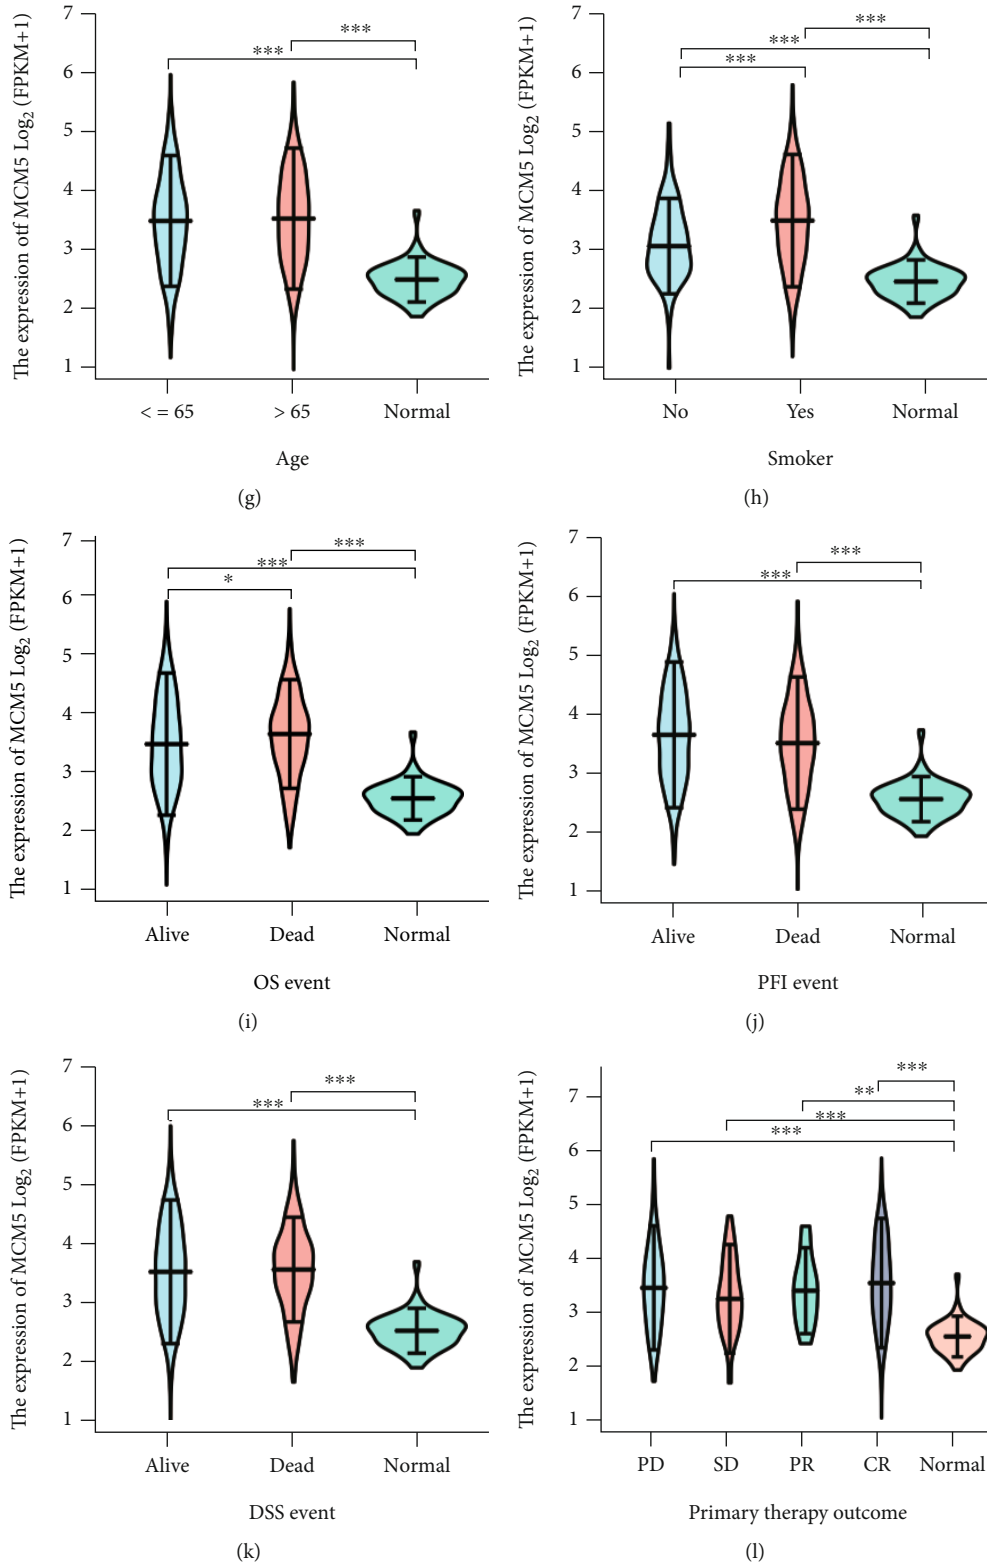 The expression otf MCM5 Log2 (FPKM+1)
7
6
5
4
3
2
1
***
***
< = 65
> 65
Normal
Age
(g)
The expression of MCM5 Log2 (FPKM+1)
7
6
5
4
3
2
1
***
***
***
No
Yes
Normal
Smoker
(h)
The expression of MCM5 Log2 (FPKM+1)
7
6
5
4
3
2
1
***
***
*
Alive
Dead
Normal
OS event
(i)
The expression of MCM5 Log2 (FPKM+1)
7
6
5
4
3
2
1
***
***
Alive
Dead
Normal
PFI event
(j)
The expression of MCM5 Log2 (FPKM+1)
7
6
5
4
3
2
1
***
***
Alive
Dead
Normal
DSS event
(k)
The expression of MCM5 Log2 (FPKM+1)
7
6
5
4
3
2
1
***
**
***
***
PD
SD
PR
CR
Normal
Primary therapy outcome
(l)